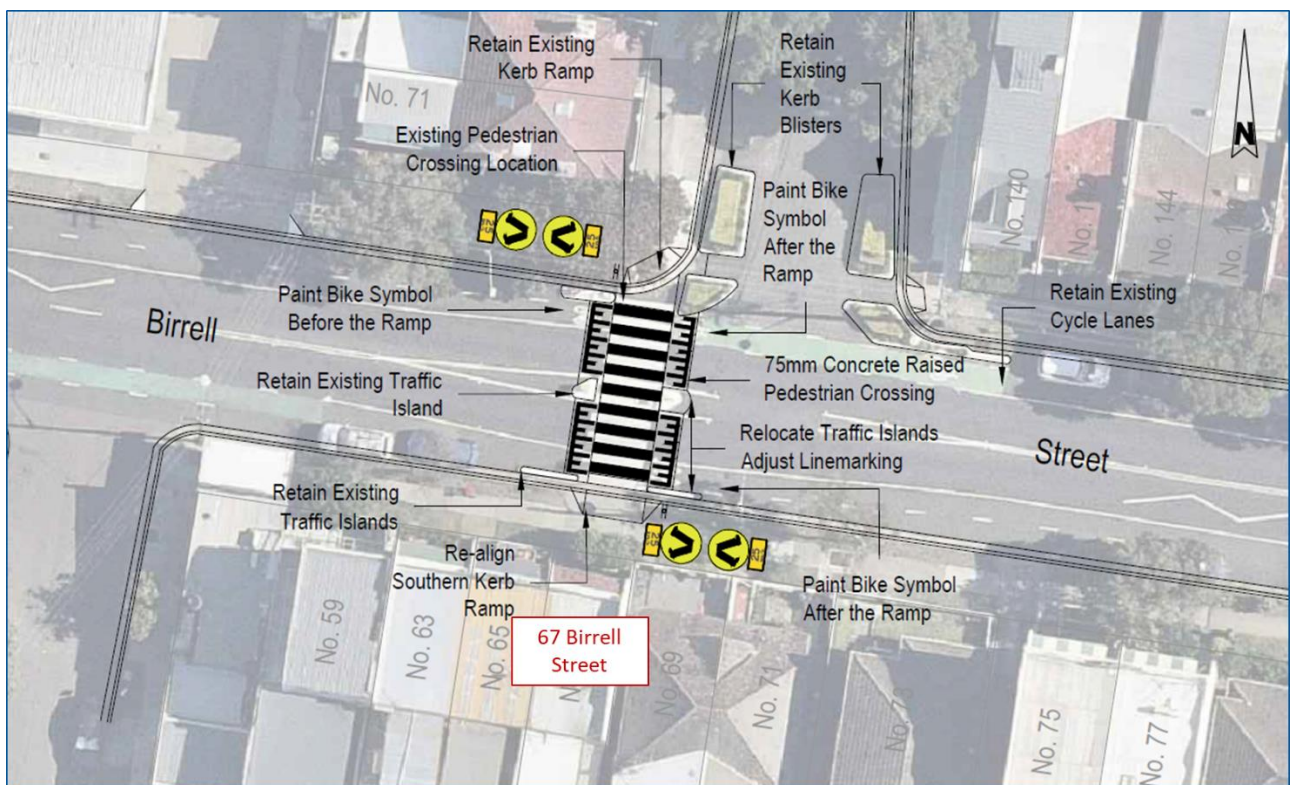 Retain Existing
Kerb Ramp
Retain
Existing
Kerb
Blisters
No. 71
Existing Pedestrian
Crossing Location
N
No. 140
No. 144
Paint Bike
Symbol
After the
Ramp
Paint Bike Symbol
Before the Ramp
Birrell
Retain Existing
Cycle Lanes
Retain Existing Traffic
Island
75mm Concrete Raised
Pedestrian Crossing
Relocate Traffic Islands
Adjust Linemarking
Street
Retain Existing
Traffic Islands
Re-align
Southern Kerb
Ramp
Paint Bike Symbol
After the Ramp
67 Birrell
Street
No. 59
No. 63
No. 65
No. 69
No. 71
No. 75
No. 77